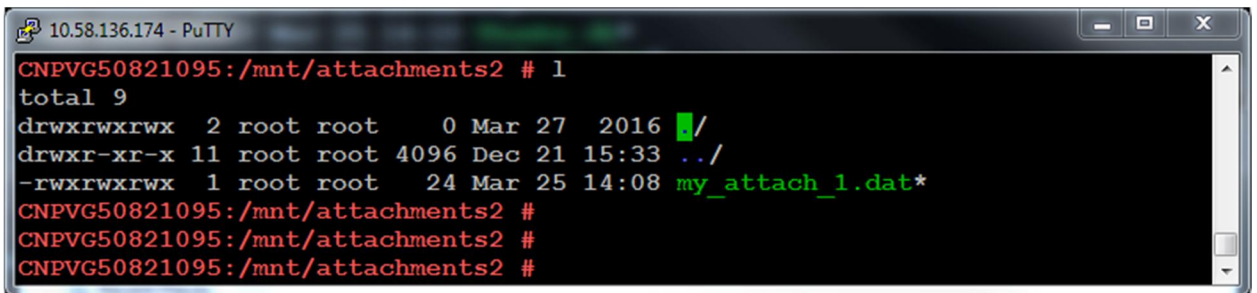 10.58.136.174 - PuTTY
CNPVG50821095:/mnt/attachments2 # l
total 9
drwxrwxrwx  2 root root    0 Mar 27  2016 ./
drwxr-xr-x 11 root root 4096 Dec 21 15:33 ../
-rwxrwxrwx  1 root root   24 Mar 25 14:08 my_attach_1.dat*
CNPVG50821095:/mnt/attachments2 #
CNPVG50821095:/mnt/attachments2 #
CNPVG50821095:/mnt/attachments2 #